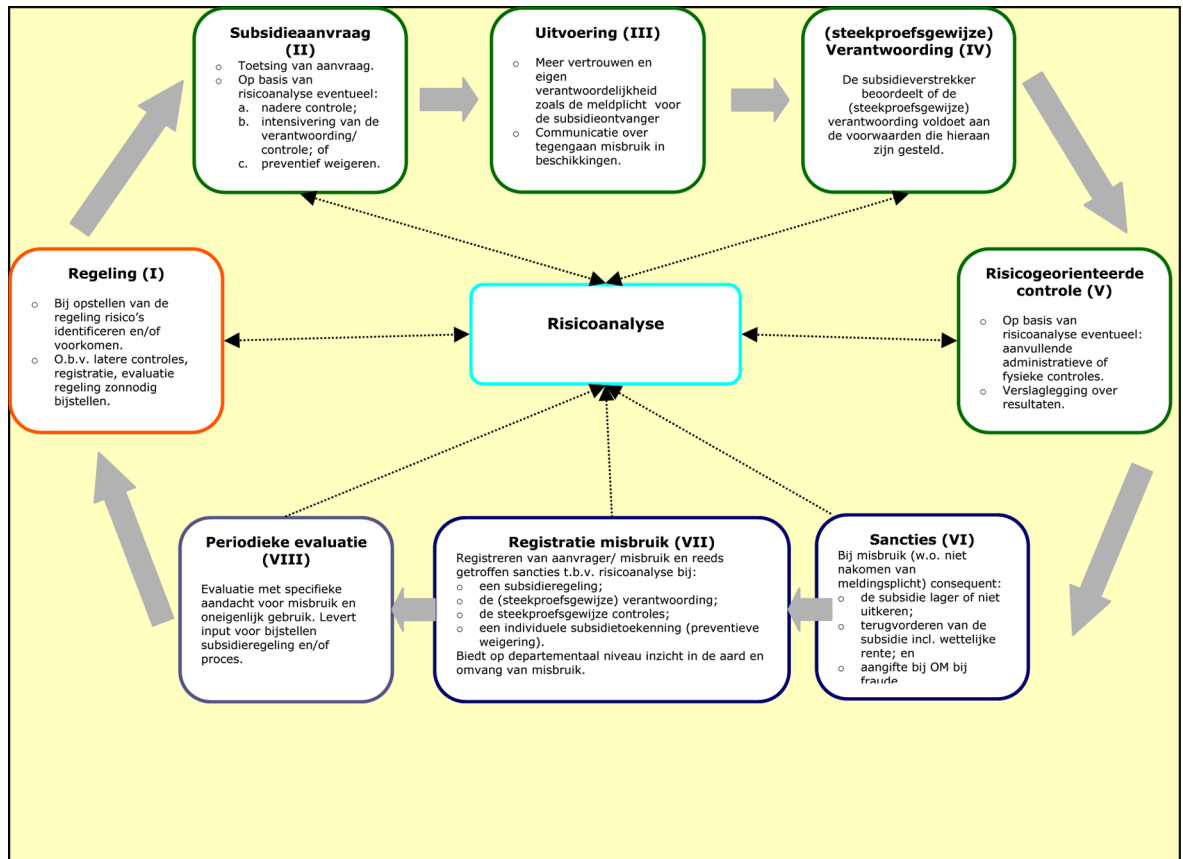 Subsidieaanvraag
(II)
○ Toetsing van aanvraag.
○ Op basis van
risicoanalyse eventueel:
a. nadere controle;
b. intensivering van de
verantwoording/
controle; of
c. preventief weigeren.
Uitvoering (III)
○ Meer vertrouwen en
eigen
verantwoordelijkheid
zoals de meldplicht voor
de subsidieontvanger
○ Communicatie over
tegengaan misbruik in
beschikkingen.
(steekproefsgewijze)
Verantwoording (IV)
De subsidieverstrekker
beoordeelt of de
(steekproefsgewijze)
verantwoording voldoet aan
de voorwaarden die hieraan
zijn gesteld.
Regeling (I)
○ Bij opstellen van de
regeling risico’s
identificeren en/of
voorkomen.
○ O.b.v. latere controles,
registratie, evaluatie
regeling zonnodig
bijstellen.
Risicoanalyse
Risicogeorienteerde
controle (V)
○ Op basis van
risicoanalyse eventueel:
aanvullende
administratieve of
fysieke controles.
○ Verslaglegging over
resultaten.
Periodieke evaluatie
(VIII)
Evaluatie met specifieke
aandacht voor misbruik en
oneigenlijk gebruik. Levert
input voor bijstellen
subsidieregeling en/of
proces.
Registratie misbruik (VII)
Registreren van aanvrager/ misbruik en reeds
getroffen sancties t.b.v. risicoanalyse bij:
○ een subsidieregeling;
○ de (steekproefsgewijze) verantwoording;
○ de steekproefsgewijze controles;
○ een individuele subsidietoekenning (preventieve
weigering).
Biedt op departementaal niveau inzicht in de aard en
omvang van misbruik.
Sancties (VI)
Bij misbruik (w.o. niet
nakomen van
meldingsplicht) consequent:
○ de subsidie lager of niet
uitkeren;
○ terugvorderen van de
subsidie incl. wettelijke
rente; en
○ aangifte bij OM bij
fraude